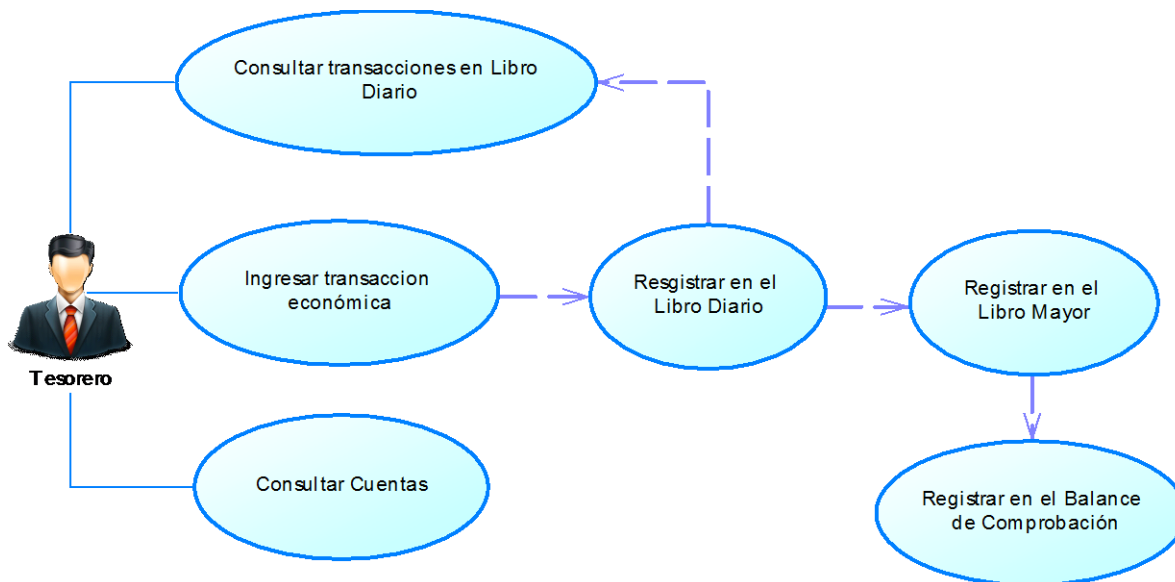 Consultar transacciones en Libro
Diario
Ingresar transaccion
económica
Resgistrar en el
Libro Diario
Registrar en el
Libro Mayor
Tesorero
Consultar Cuentas
Registrar en el Balance
de Comprobación